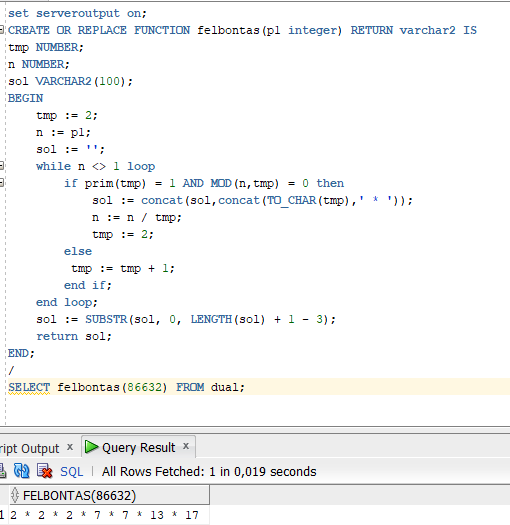 set serveroutput on;
CREATE OR REPLACE FUNCTION felbontas(p1 integer) RETURN varchar2 IS
tmp NUMBER;
n NUMBER;
sol VARCHAR2(100);
BEGIN
    tmp := 2;
    n := p1;
    sol := '';
    while n <> 1 loop
        if prim(tmp) = 1 AND MOD(n,tmp) = 0 then
            sol := concat(sol,concat(TO_CHAR(tmp),' * '));
            n := n / tmp;
            tmp := 2;
        else
         tmp := tmp + 1;
        end if;
    end loop;
    sol := SUBSTR(sol, 0, LENGTH(sol) + 1 - 3);
    return sol;
END;
/
SELECT felbontas(86632) FROM dual;
ript Output x Query Result x
SQL | All Rows Fetched: 1 in 0,019 seconds
FELBONTAS(86632)
1 2 * 2 * 2 * 7 * 7 * 13 * 17